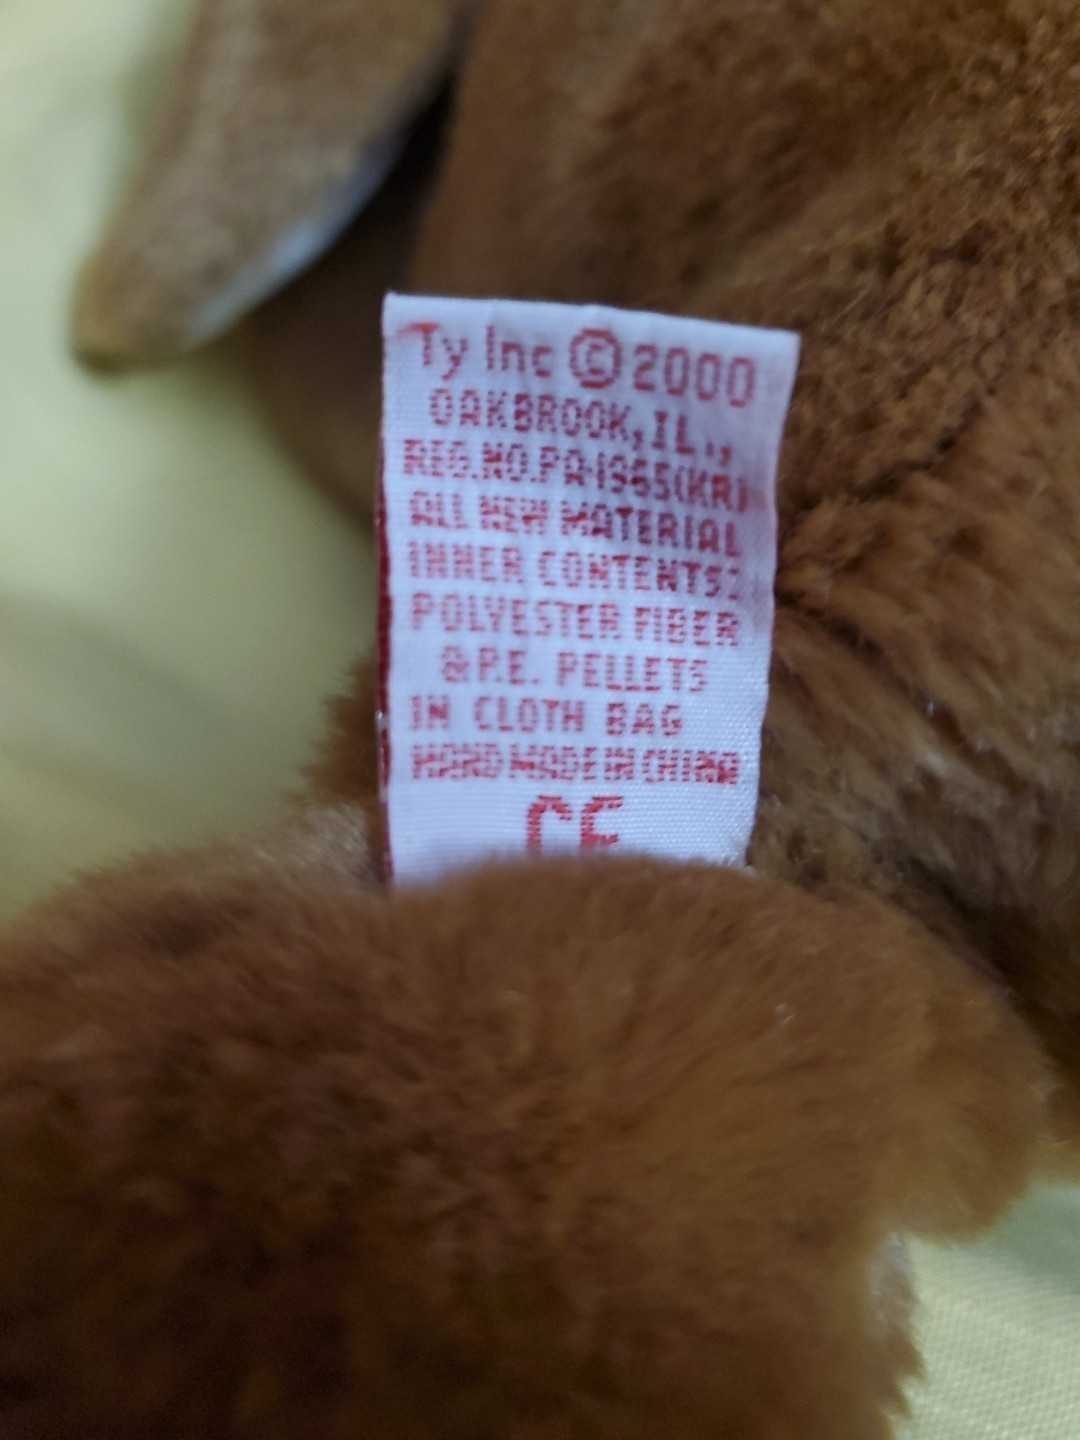 Ty Inc © 2000
OAKBROOK, IL.,
REG.NO.PA·1965(KR)
ALL NEW MATERIAL
INNER CONTENTS:
POLYESTER FIBER
&P.E. PELLETS
IN CLOTH BAG
HAND MADE IN CHINA
CE